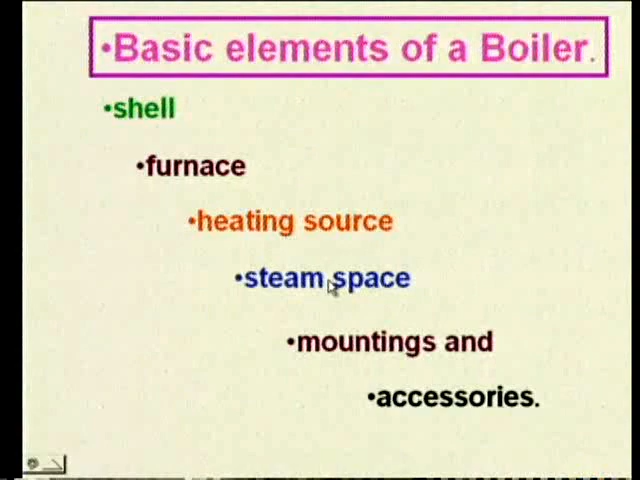 •Basic elements of a Boiler.
•shell
•furnace
•heating source
•steam space
•mountings and
•accessories.